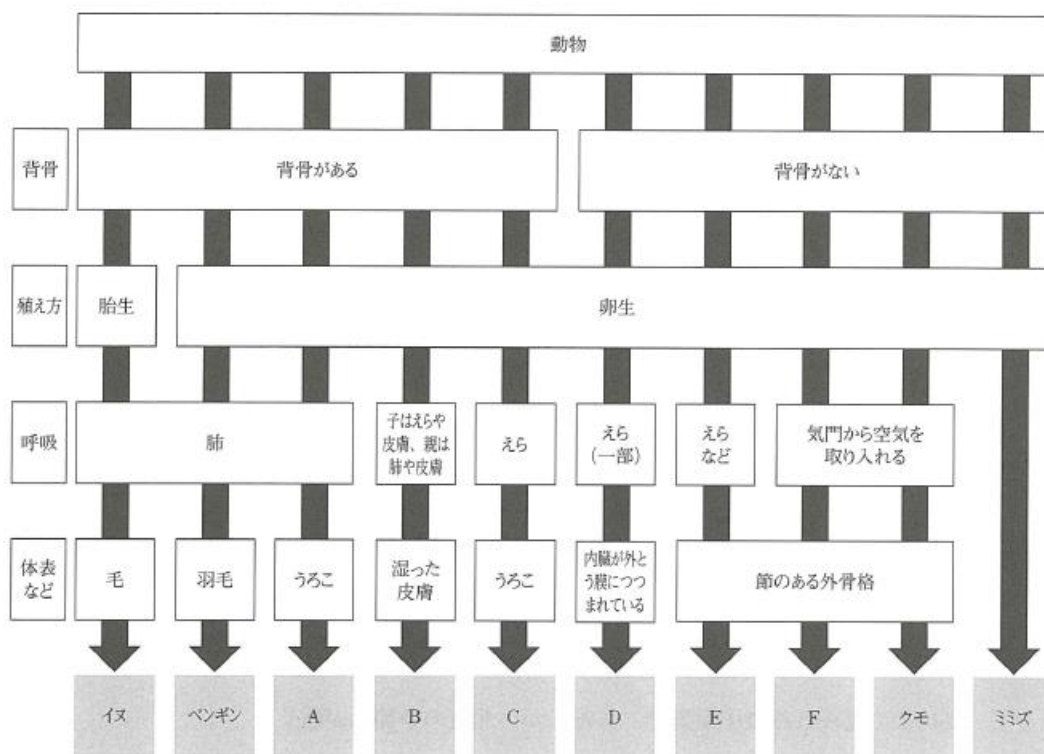 動物
背骨
背骨がある
背骨がない
殖え方
胎生
卵生
呼吸
肺
子はえらや
皮膚、親は
肺や皮膚
えら
えら
(一部)
えら
など
気門から空気を
取り入れる
体表
など
毛
羽毛
うろこ
湿った
皮膚
うろこ
内臓が外と
う膜につつ
まれている
節のある外骨格
イヌ
ペンギン
A
B
C
D
E
F
クモ
ミミズ